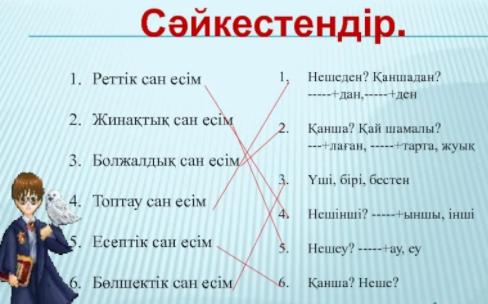 Сәйкестендір.
1. Реттік сан есім
2. Жинақтық сан есім
3. Болжалдық сан есім
4. Топтау сан есім
5. Есептік сан есім
6. Бөлшектік сан есім
1, Нешеден? Қаншадан?
-----+дан,-----+ден
2. Қанша? Қай шамалы?
---+лаған, -----+тарта, жуық
3. Үші, бірі, бестен
4. Нешінші? -----+ыншы, інші
5. Нешеу? -----+ау, еу
6. Қанша? Неше?